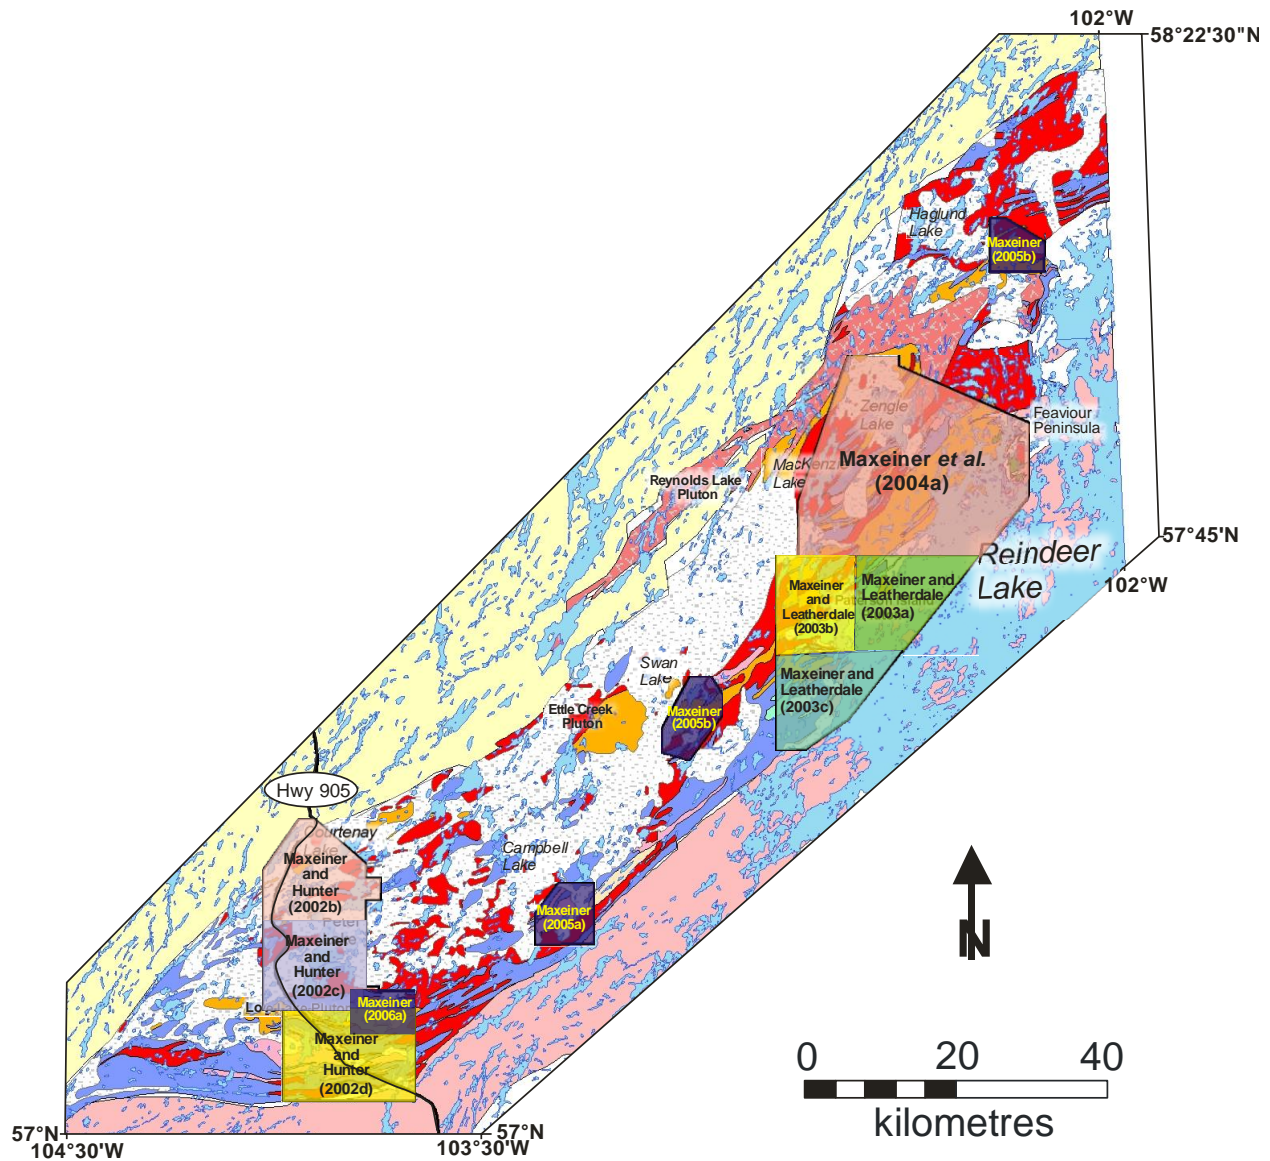 102°W
58°22'30"N
Haglund
Lake
Maxeiner
(2005b)
Zengle
Lake
Feaviour
Peninsula
MacKenz
Lake
Maxeiner et al.
(2004a)
Reynolds Lake
Pluton
57°45'N
Reindeer
Lake
102°W
Maxeiner
and
Leatherdale
(2003b)
Maxeiner and
Leatherdale
(2003a)
Maxeiner and
Leatherdale
(2003c)
Swan
Lake
Ettle Creek
Pluton
Maxeiner
(2005b)
Hwy 905
Courtenay
Lake
Maxeiner
and
Hunter
(2002b)
Campbell
Lake
Maxeiner
(2005a)
Maxeiner
and
Hunter
(2002c)
Maxeiner
(2006a)
Maxeiner
and
Hunter
(2002d)
N
0 20 40
kilometres
57°N
104°30'W
57°N
103°30'W